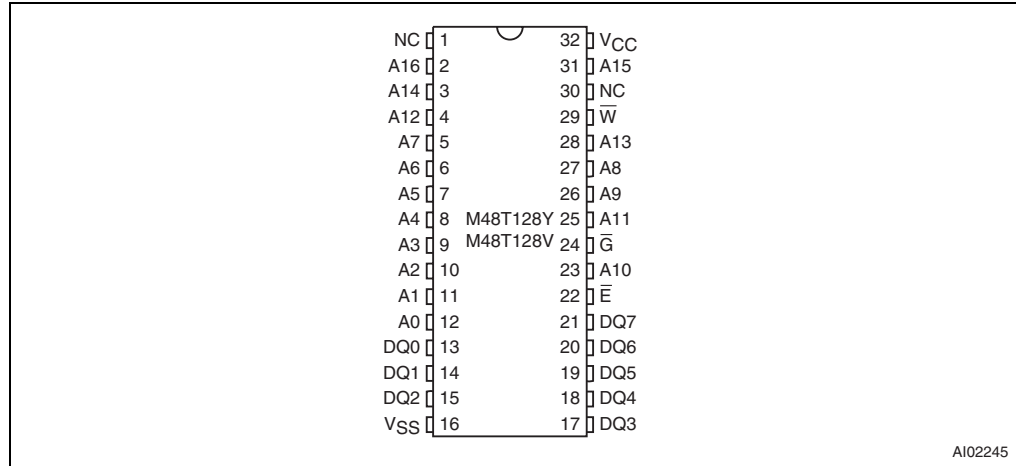 NC 1 32 VCC
A16 2 31 A15
A14 3 30 NC
A12 4 29 W̅
A7 5 28 A13
A6 6 27 A8
A5 7 26 A9
A4 8 M48T128Y 25 A11
A3 9 M48T128V 24 G̅
A2 10 23 A10
A1 11 22 E̅
A0 12 21 DQ7
DQ0 13 20 DQ6
DQ1 14 19 DQ5
DQ2 15 18 DQ4
VSS 16 17 DQ3
AI02245